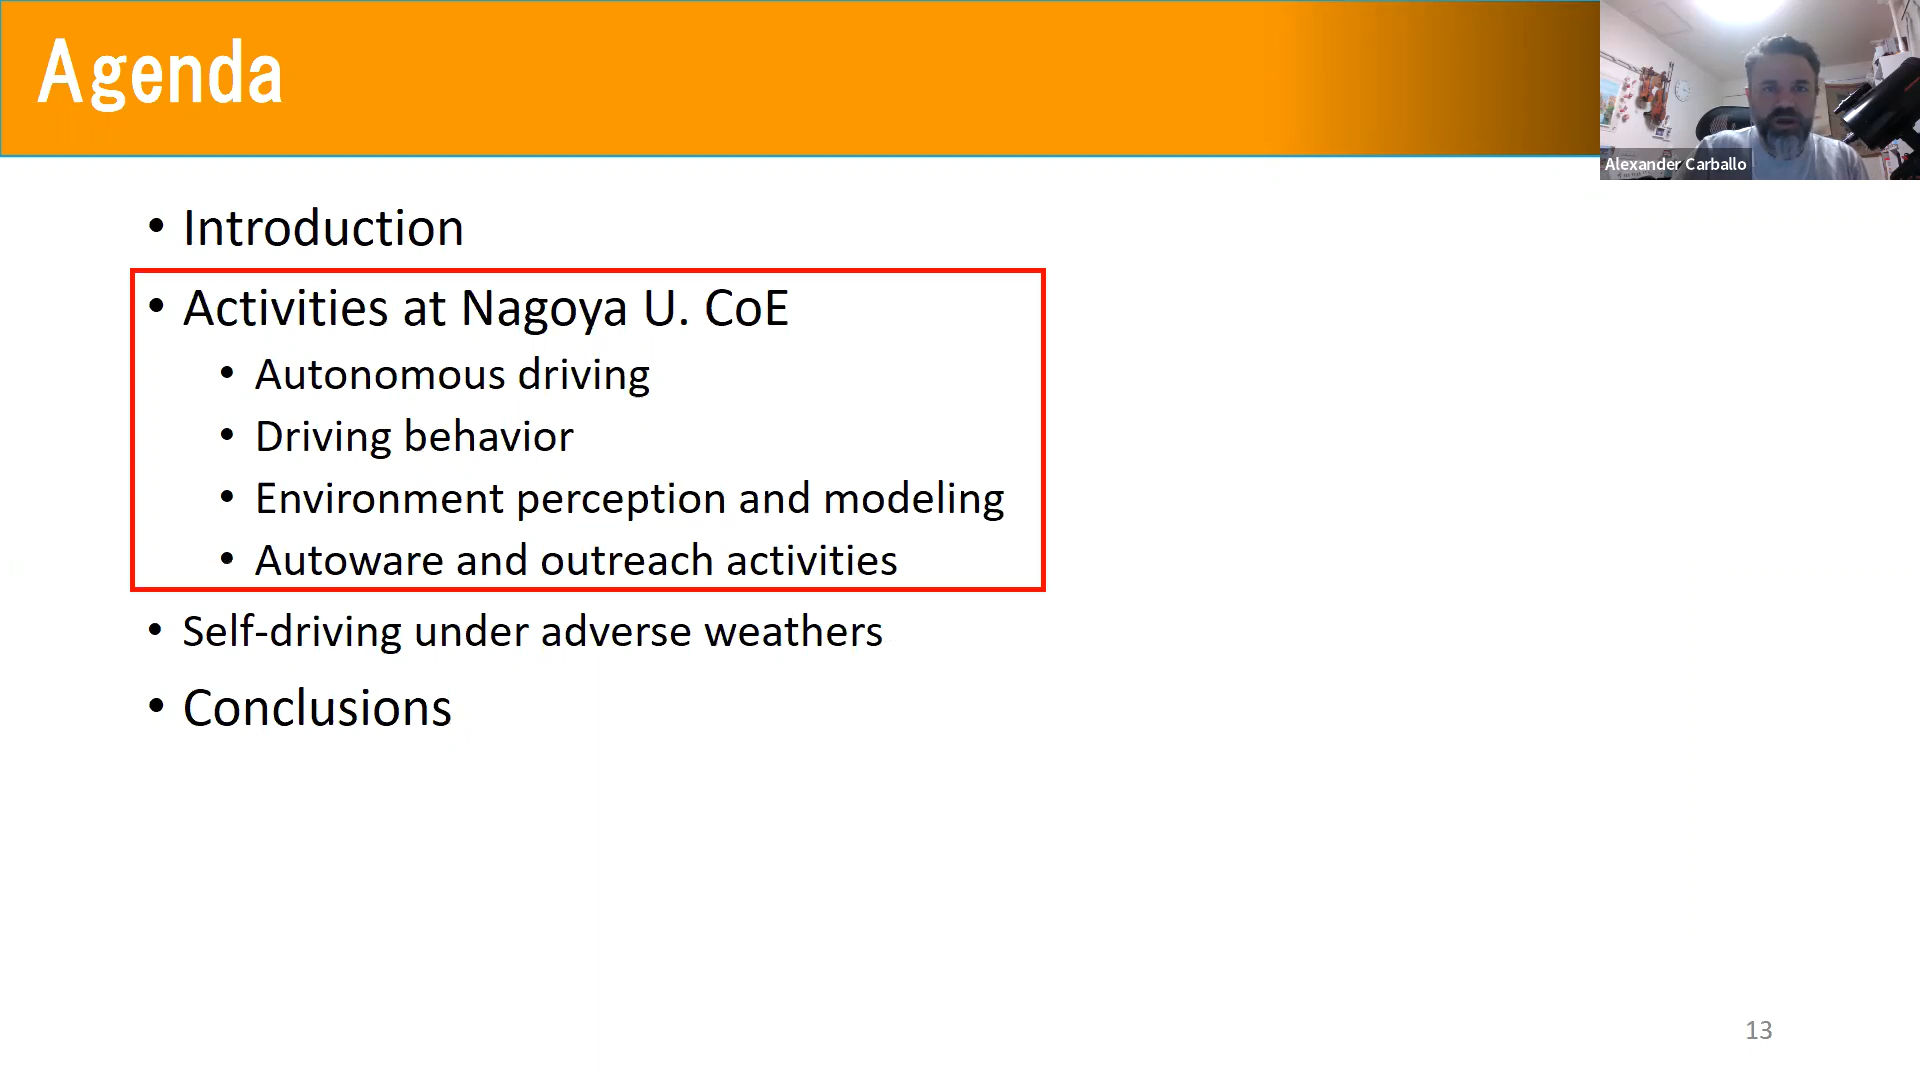 Agenda
Alexander Carballo
• Introduction
• Activities at Nagoya U. CoE
• Autonomous driving
• Driving behavior
• Environment perception and modeling
• Autoware and outreach activities
• Self-driving under adverse weathers
• Conclusions
13